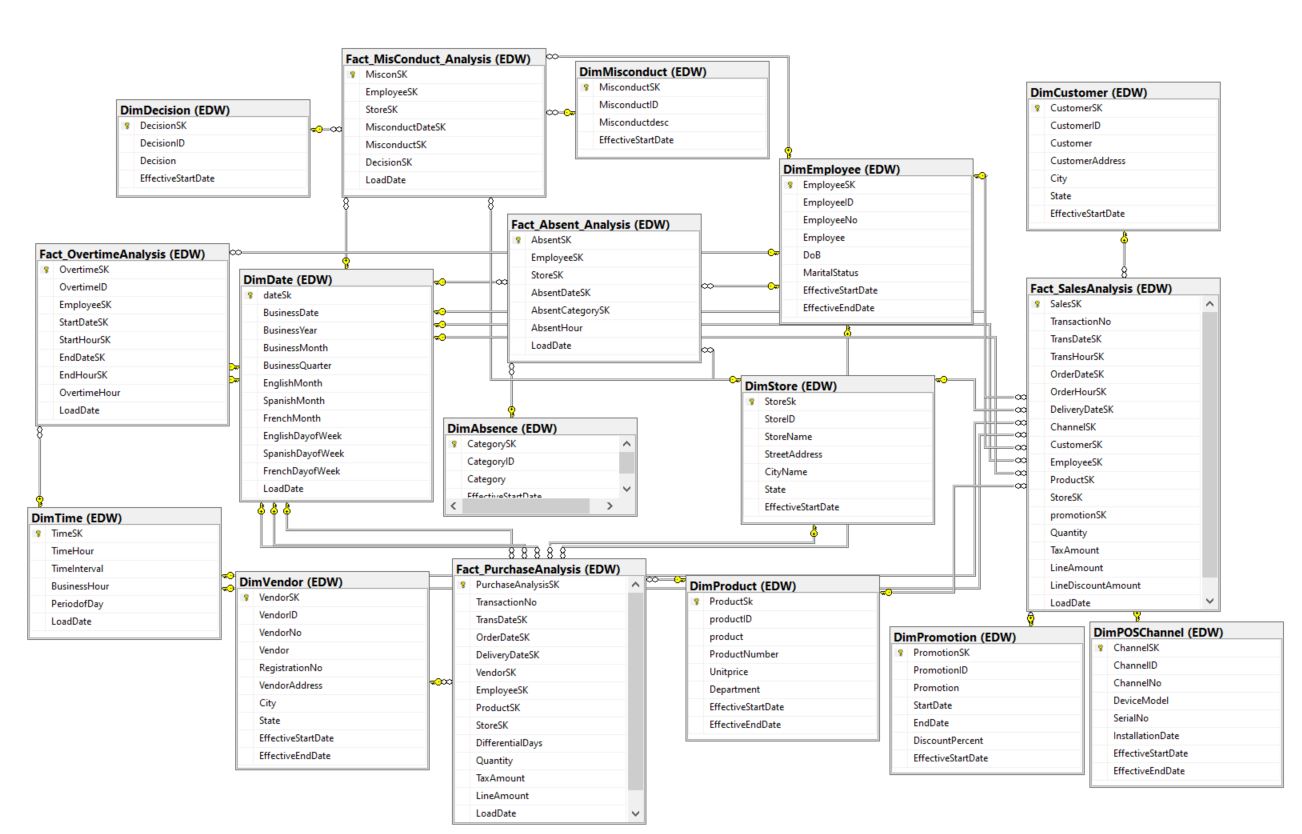 Fact_MisConduct_Analysis (EDW)
MisconSK
EmployeeSK
StoreSK
MisconductDateSK
MisconductSK
DecisionSK
LoadDate
DimMisconduct (EDW)
MisconductSK
MisconductID
Misconductdesc
EffectiveStartDate
DimDecision (EDW)
DecisionSK
DecisionID
Decision
EffectiveStartDate
DimCustomer (EDW)
CustomerSK
CustomerID
Customer
CustomerAddress
City
State
EffectiveStartDate
DimEmployee (EDW)
EmployeeSK
EmployeeID
EmployeeNo
Employee
DoB
MaritalStatus
EffectiveStartDate
EffectiveEndDate
Fact_Absent_Analysis (EDW)
AbsentSK
EmployeeSK
StoreSK
AbsentDateSK
AbsentCategorySK
AbsentHour
LoadDate
Fact_OvertimeAnalysis (EDW)
OvertimeSK
OvertimeID
EmployeeSK
StartDateSK
StartHourSK
EndDateSK
EndHourSK
OvertimeHour
LoadDate
DimDate (EDW)
dateSk
BusinessDate
BusinessYear
BusinessMonth
BusinessQuarter
EnglishMonth
SpanishMonth
FrenchMonth
EnglishDayofWeek
SpanishDayofWeek
FrenchDayofWeek
LoadDate
Fact_SalesAnalysis (EDW)
SalesSK
TransactionNo
TransDateSK
TransHourSK
OrderDateSK
OrderHourSK
DeliveryDateSK
ChannelSK
CustomerSK
EmployeeSK
ProductSK
StoreSK
promotionSK
Quantity
TaxAmount
LineAmount
LineDiscountAmount
LoadDate
DimStore (EDW)
StoreSk
StoreID
StoreName
StreetAddress
CityName
State
EffectiveStartDate
DimAbsence (EDW)
CategorySK
CategoryID
Category
EffectiveStartDate
DimTime (EDW)
TimeSK
TimeHour
TimeInterval
BusinessHour
PeriodofDay
LoadDate
DimVendor (EDW)
VendorSK
VendorID
VendorNo
Vendor
RegistrationNo
VendorAddress
City
State
EffectiveStartDate
EffectiveEndDate
Fact_PurchaseAnalysis (EDW)
PurchaseAnalysisSK
TransactionNo
TransDateSK
OrderDateSK
DeliveryDateSK
VendorSK
EmployeeSK
ProductSK
StoreSK
DifferentialDays
Quantity
TaxAmount
LineAmount
LoadDate
DimProduct (EDW)
ProductSk
productID
product
ProductNumber
Unitprice
Department
EffectiveStartDate
EffectiveEndDate
DimPromotion (EDW)
PromotionSK
PromotionID
Promotion
StartDate
EndDate
DiscountPercent
EffectiveStartDate
DimPOSChannel (EDW)
ChannelSK
ChannelID
ChannelNo
DeviceModel
SerialNo
InstallationDate
EffectiveStartDate
EffectiveEndDate